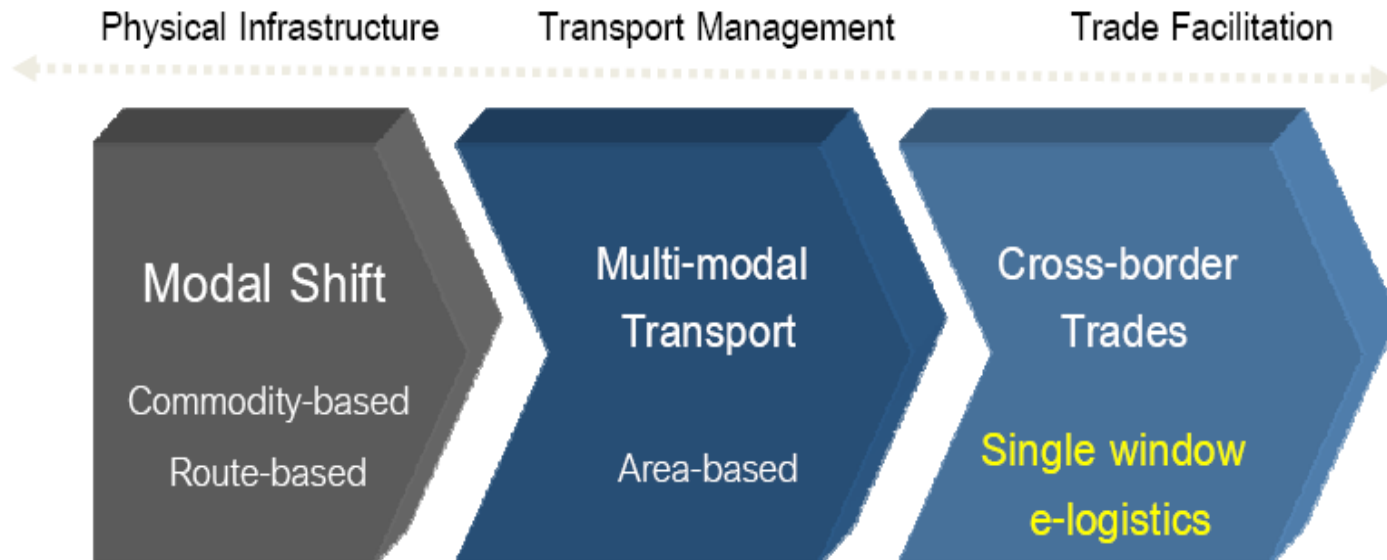 Physical Infrastructure
Transport Management
Trade Facilitation
Modal Shift
Commodity-based
Route-based
Multi-modal
Transport
Area-based
Cross-border
Trades
Single window
e-logistics